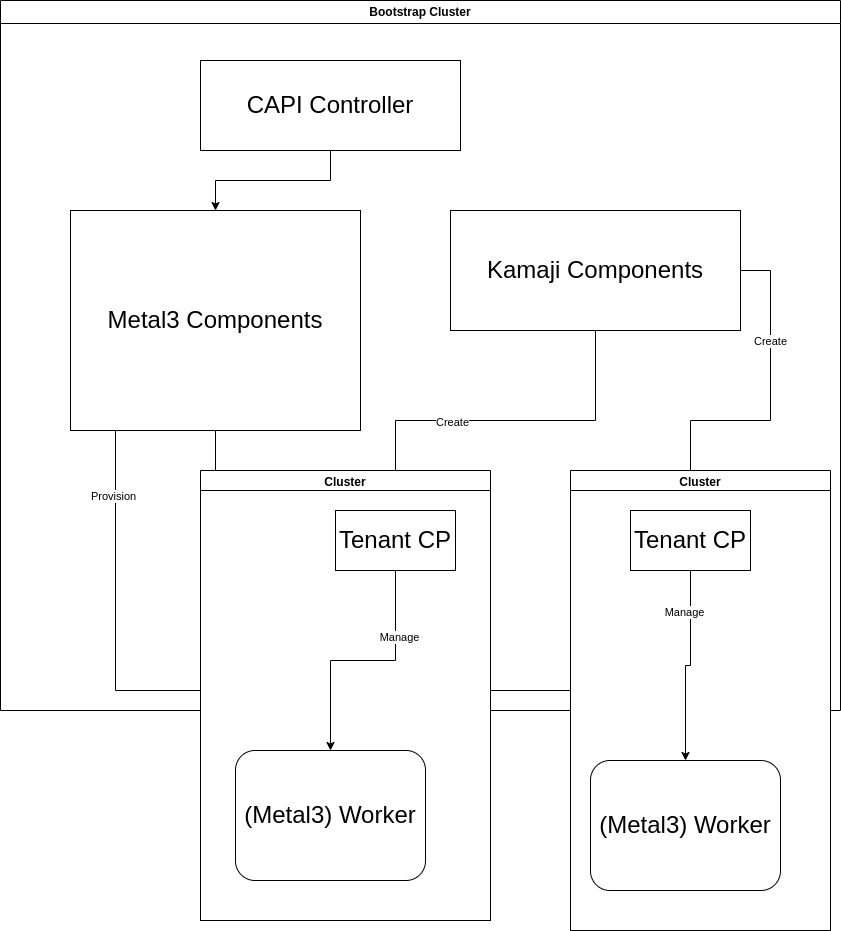 Bootstrap Cluster
CAPI Controller
Metal3 Components
Kamaji Components
Create
Create
Provision
Cluster
Cluster
Tenant CP
Tenant CP
Manage
Manage
(Metal3) Worker
(Metal3) Worker